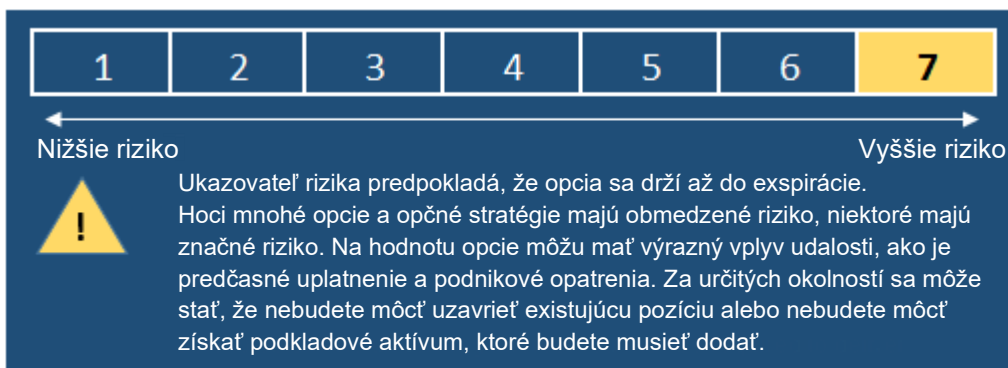 1 2 3 4 5 6 7
Nižšie riziko Vyššie riziko
Ukazovateľ rizika predpokladá, že opcia sa drží až do exspirácie.
! Hoci mnohé opcie a opčné stratégie majú obmedzené riziko, niektoré majú
značné riziko. Na hodnotu opcie môžu mať výrazný vplyv udalosti, ako je
predčasné uplatnenie a podnikové opatrenia. Za určitých okolností sa môže
stať, že nebudete môcť uzavrieť existujúcu pozíciu alebo nebudete môcť
získať podkladové aktívum, ktoré budete musieť dodať.